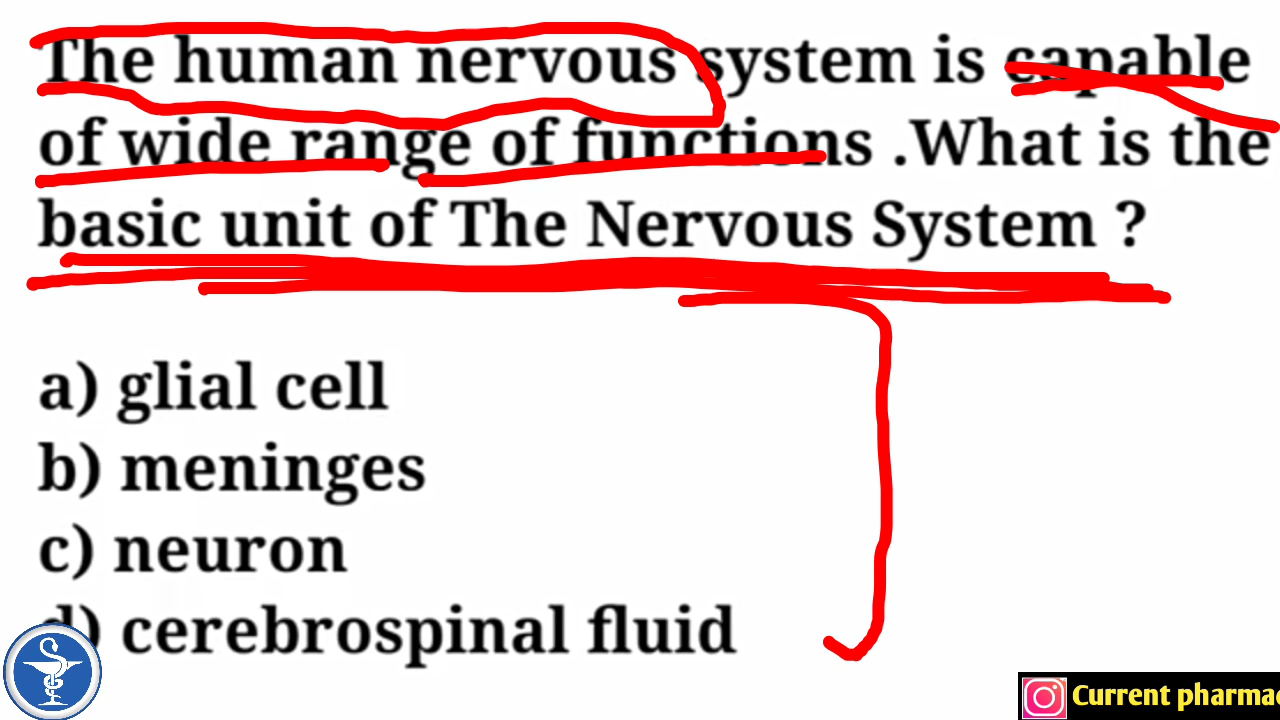 The human nervous system is capable
of wide range of functions .What is the
basic unit of The Nervous System ?
a) glial cell
b) meninges
c) neuron
d) cerebrospinal fluid
Current pharmac